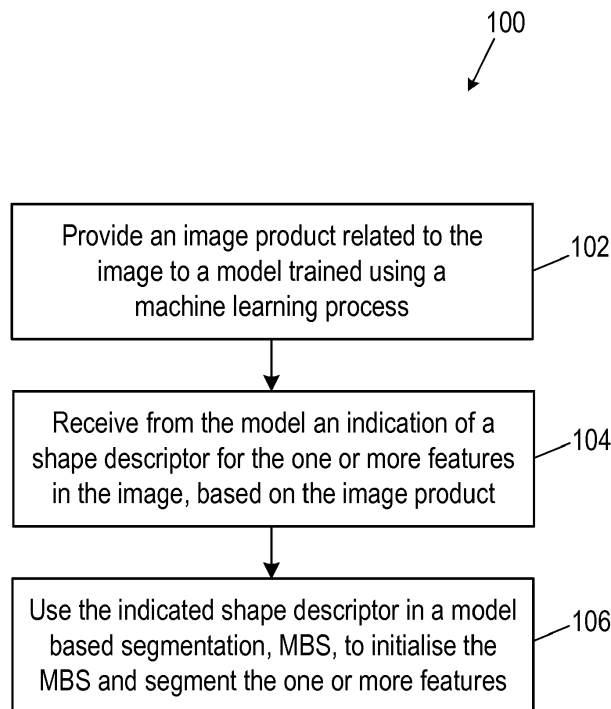 100
Provide an image product related to the
image to a model trained using a
machine learning process
102
Receive from the model an indication of a
shape descriptor for the one or more features
in the image, based on the image product
104
Use the indicated shape descriptor in a model
based segmentation, MBS, to initialise the
MBS and segment the one or more features
106